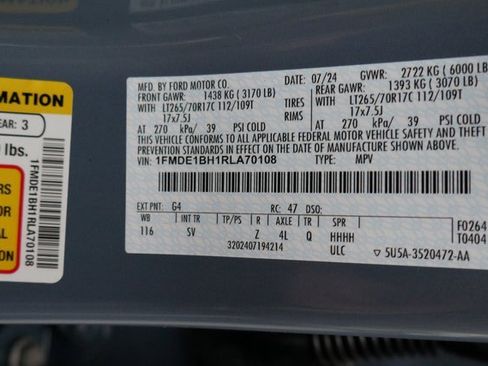 RMATION
EAR: 3
lbs.
RS
OR
1FMDE1BH1RLA70108
MFD. BY FORD MOTOR CO.
07/24 GVWR: 2722 KG ( 6000 LB
FRONT GAWR: 1438 KG ( 3170 LB) REAR GAWR: 1393 KG ( 3070 LB)
WITH LT265/70R17C 112/109T TIRES WITH LT265/70R17C 112/109T
17x7.5J RIMS 17x7.5J
AT 270 kPa/ 39 PSI COLD AT 270 kPa/ 39 PSI COLD
THIS VEHICLE CONFORMS TO ALL APPLICABLE FEDERAL MOTOR VEHICLE SAFETY AND THEFT
PREVENTION STANDARDS IN EFFECT ON THE DATE OF MANUFACTURE SHOWN ABOVE.
VIN: 1FMDE1BH1RLA70108 TYPE: MPV
EXT PNT: G4 RC: 47 DSO:
WB INT TR TP/PS R AXLE TR SPR
116 SV Z 4L Q HHHH
3202407194214 ULC
F0264
T0404
5U5A-3520472-AA